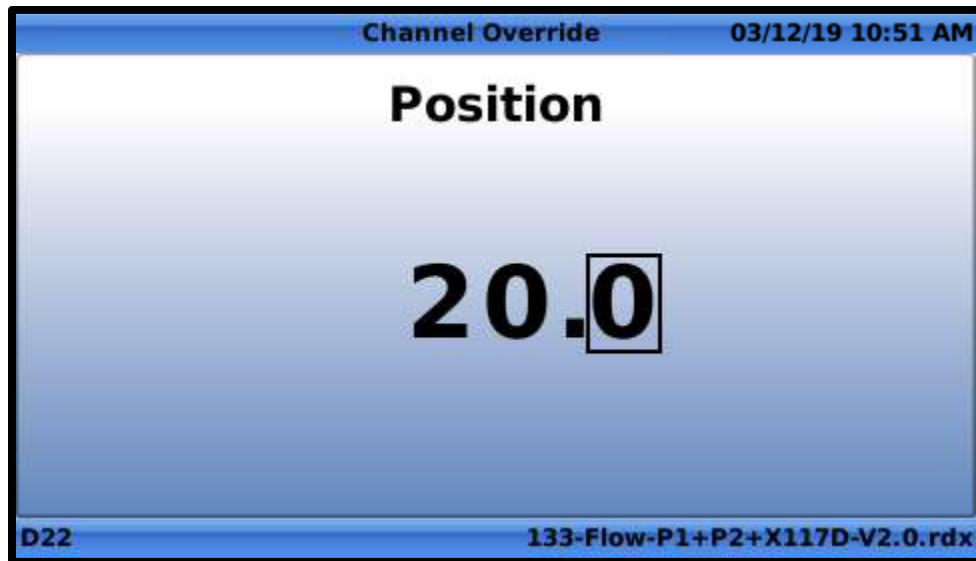 Channel Override 03/12/19 10:51 AM
Position
20.0
D22 133-Flow-P1+P2+X117D-V2.0.rdx